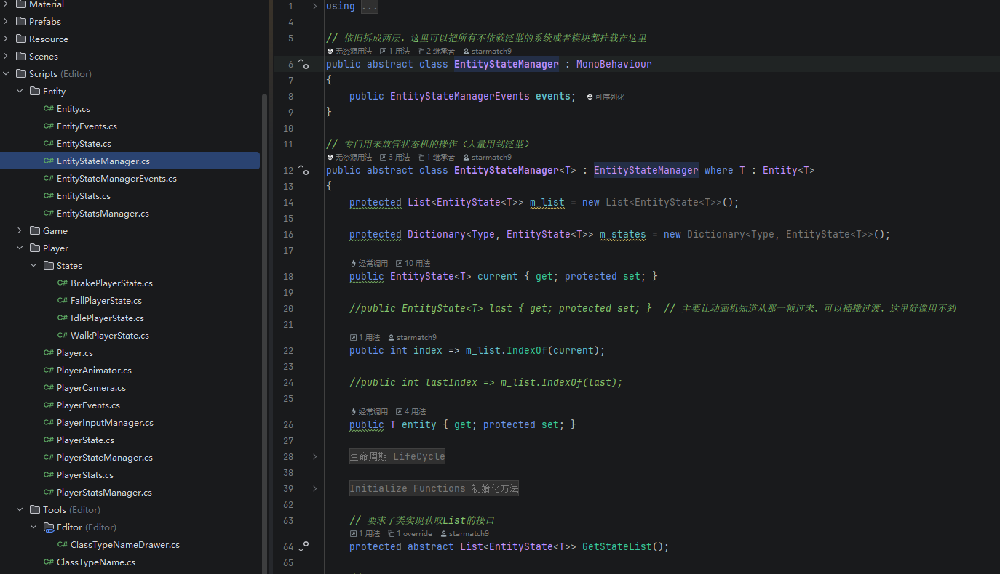 Material
Prefabs
Resource
Scenes
Scripts (Editor)
Entity
C# Entity.cs
C# EntityEvents.cs
C# EntityState.cs
C# EntityStateManager.cs
C# EntityStateManagerEvents.cs
C# EntityStats.cs
C# EntityStatsManager.cs
Game
Player
States
C# BrakePlayerState.cs
C# FallPlayerState.cs
C# IdlePlayerState.cs
C# WalkPlayerState.cs
C# Player.cs
C# PlayerAnimator.cs
C# PlayerCamera.cs
C# PlayerEvents.cs
C# PlayerInputManager.cs
C# PlayerState.cs
C# PlayerStateManager.cs
C# PlayerStats.cs
C# PlayerStatsManager.cs
Tools (Editor)
Editor (Editor)
C# ClassTypeNameDrawer.cs
C# ClassTypeName.cs
1 using ...
4
5 // 依旧拆成两层，这里可以把所有不依赖泛型的系统或者模块都挂载在这里
无资源用法 1 用法 2 继承者 starmatch9
6 public abstract class EntityStateManager : MonoBehaviour
7 {
8 public EntityStateManagerEvents events; 可序列化
9 }
10
11 // 专门用来放管状态机的操作（大量用到泛型）
无资源用法 3 用法 1 继承者 starmatch9
12 public abstract class EntityStateManager<T> : EntityStateManager where T : Entity<T>
13 {
14 protected List<EntityState<T>> m_list = new List<EntityState<T>>();
15
16 protected Dictionary<Type, EntityState<T>> m_states = new Dictionary<Type, EntityState<T>>();
17
经常调用 10 用法
18 public EntityState<T> current { get; protected set; }
19
20 //public EntityState<T> last { get; protected set; } // 主要让动画机知道从那一帧过来，可以插播过渡，这里好像用不到
21
1 用法 starmatch9
22 public int index => m_list.IndexOf(current);
23
24 //public int lastIndex => m_list.IndexOf(last);
25
经常调用 4 用法
26 public T entity { get; protected set; }
27
28 生命周期 LifeCycle
38
39 Initialize Functions 初始化方法
62
63 // 要求子类实现获取List的接口
1 用法 1 override starmatch9
64 protected abstract List<EntityState<T>> GetStateList();
65